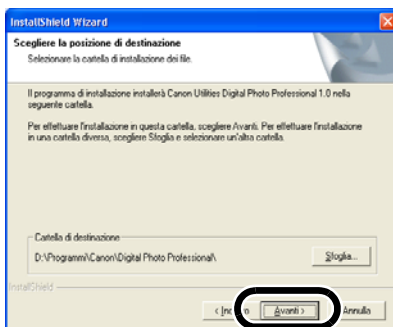 InstallShield Wizard
Scegliere la posizione di destinazione
Selezionare la cartella di installazione dei file.
Il programma di installazione installerà Canon Utilities Digital Photo Professional 1.0 nella
seguente cartella.
Per effettuare l'installazione in questa cartella, scegliere Avanti. Per effettuare l'installazione
in una cartella diversa, scegliere Sfoglia e selezionare un'altra cartella.
Cartella di destinazione
D:\Programmi\Canon\Digital Photo Professional\
Sfoglia...
InstallShield
Avanti >
Annulla